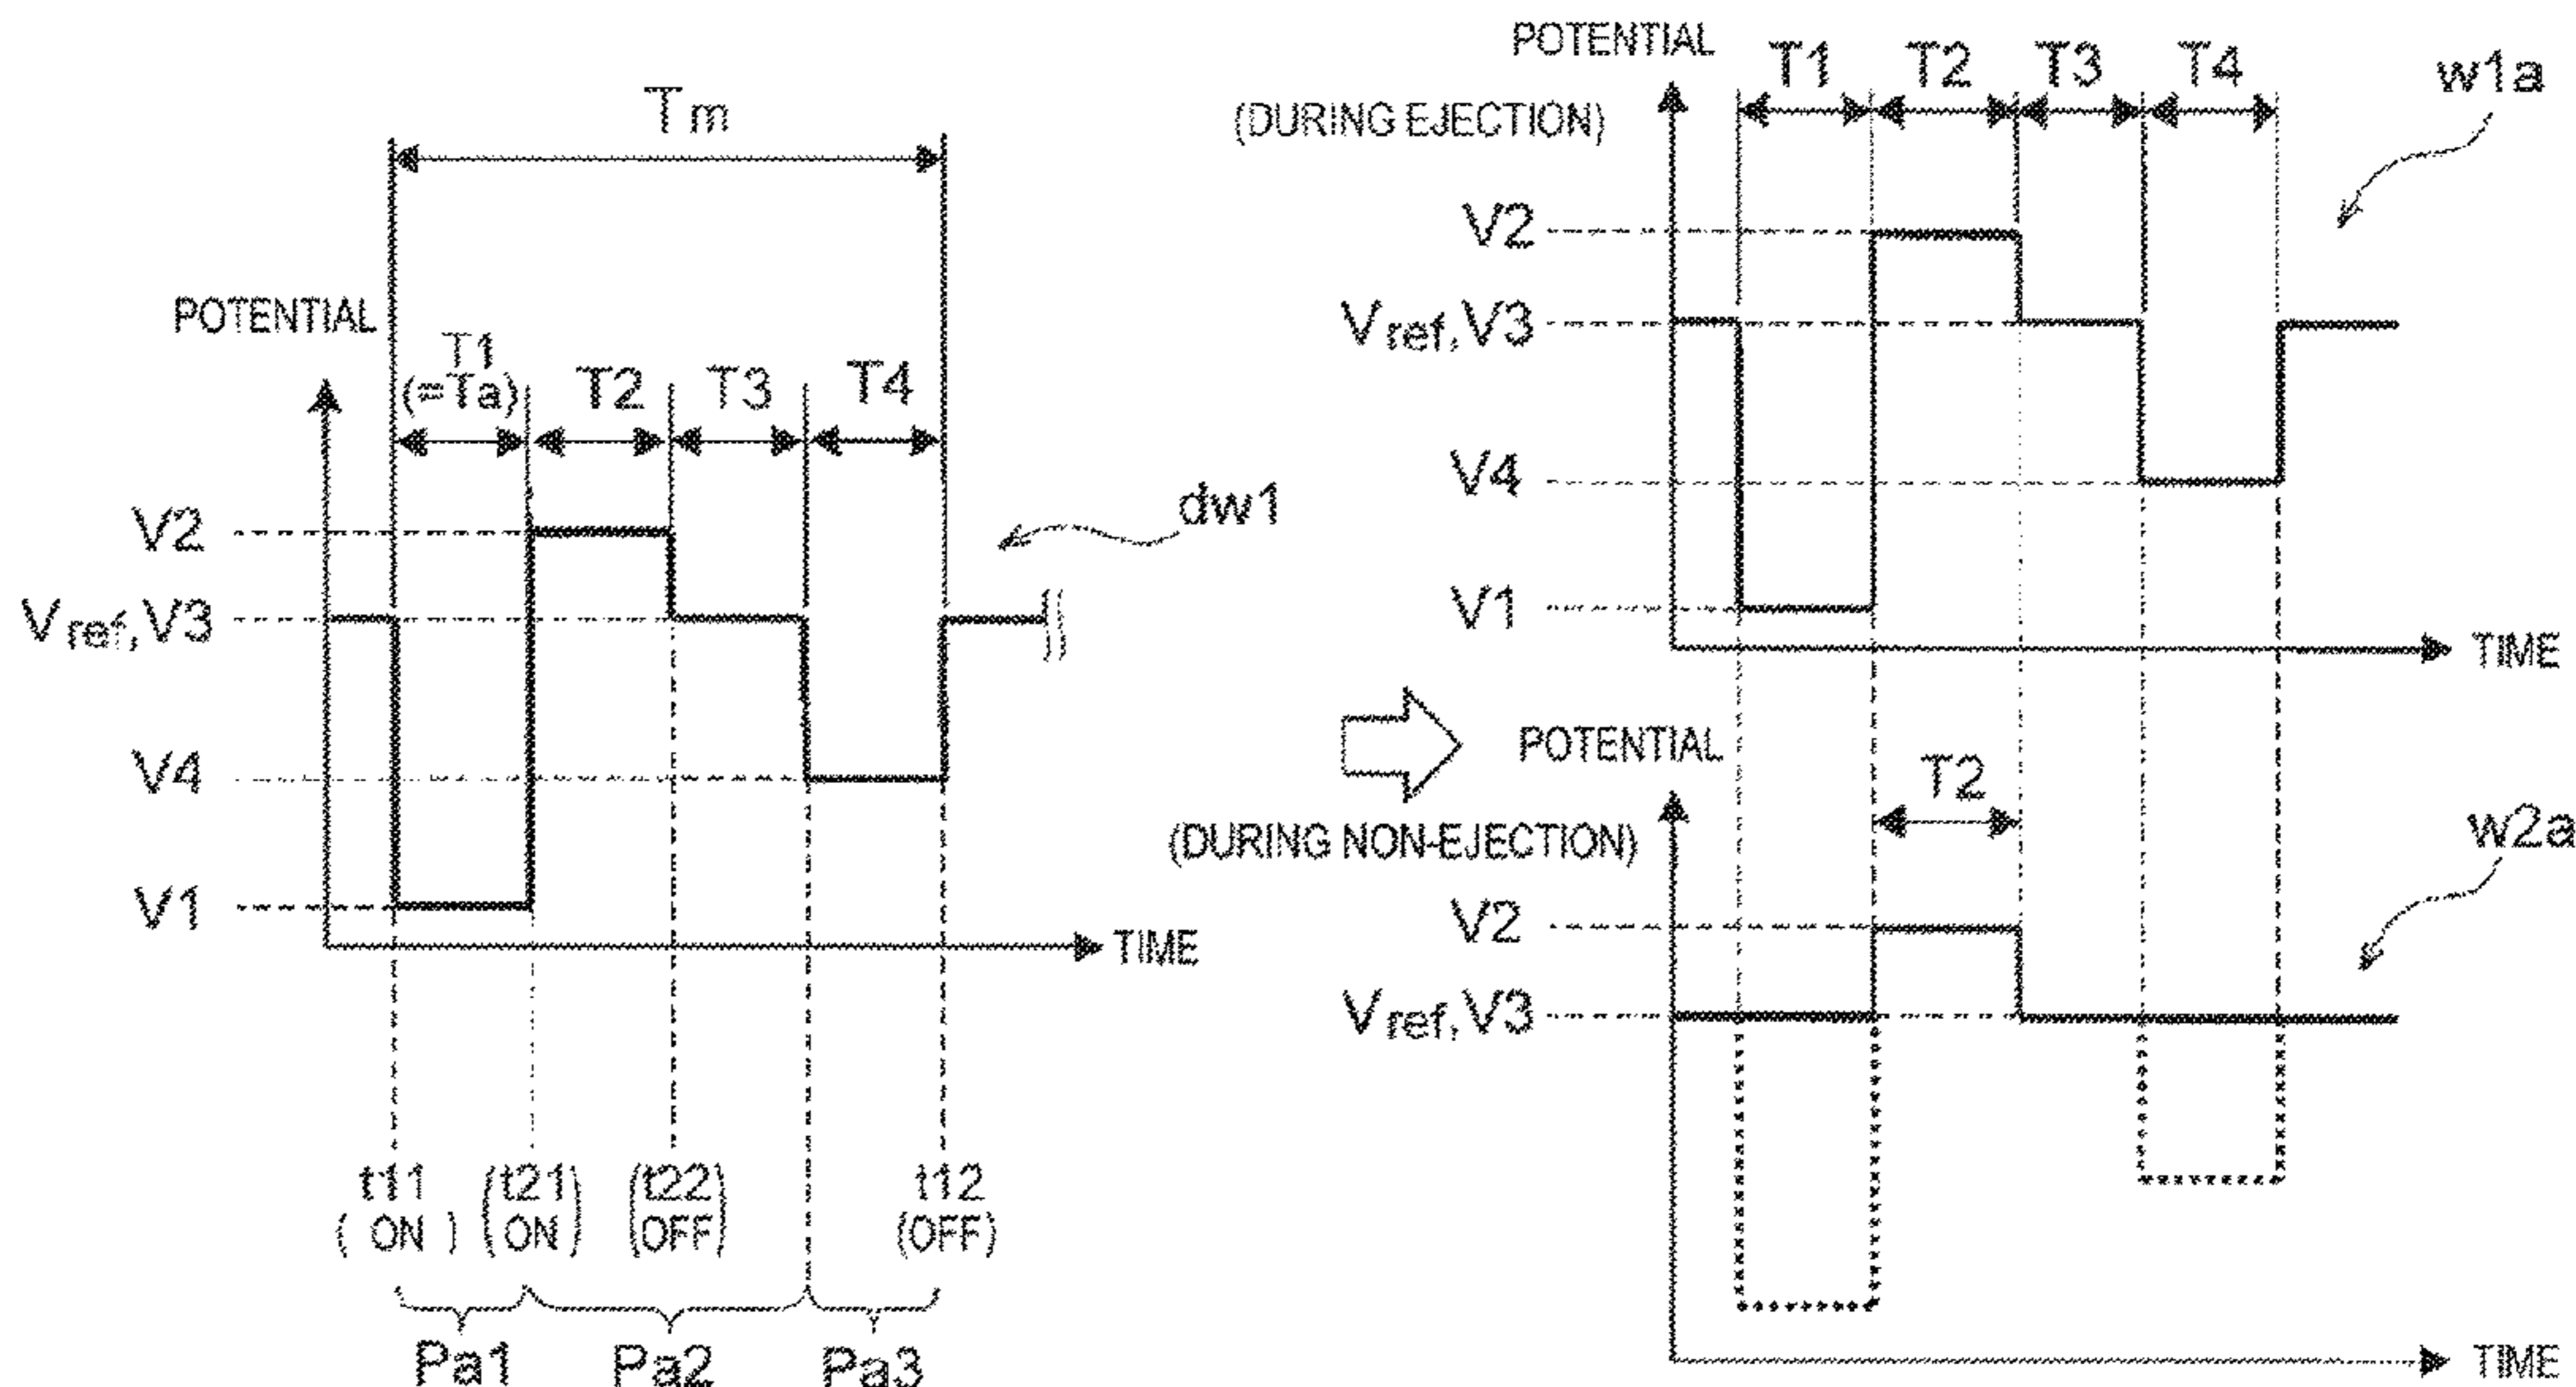 Tm
POTENTIAL
T1
(=Ta)
T2
T3
T4
V2
dw1
Vref,V3
V4
V1
TIME
t11
( ON )
(t21)
(ON)
(t22)
(OFF)
t12
(OFF)
Pa1
Pa2
Pa3
POTENTIAL
(DURING EJECTION)
T1
T2
T3
T4
w1a
V2
Vref,V3
V4
V1
TIME
POTENTIAL
(DURING NON-EJECTION)
T2
w2a
V2
Vref,V3
TIME